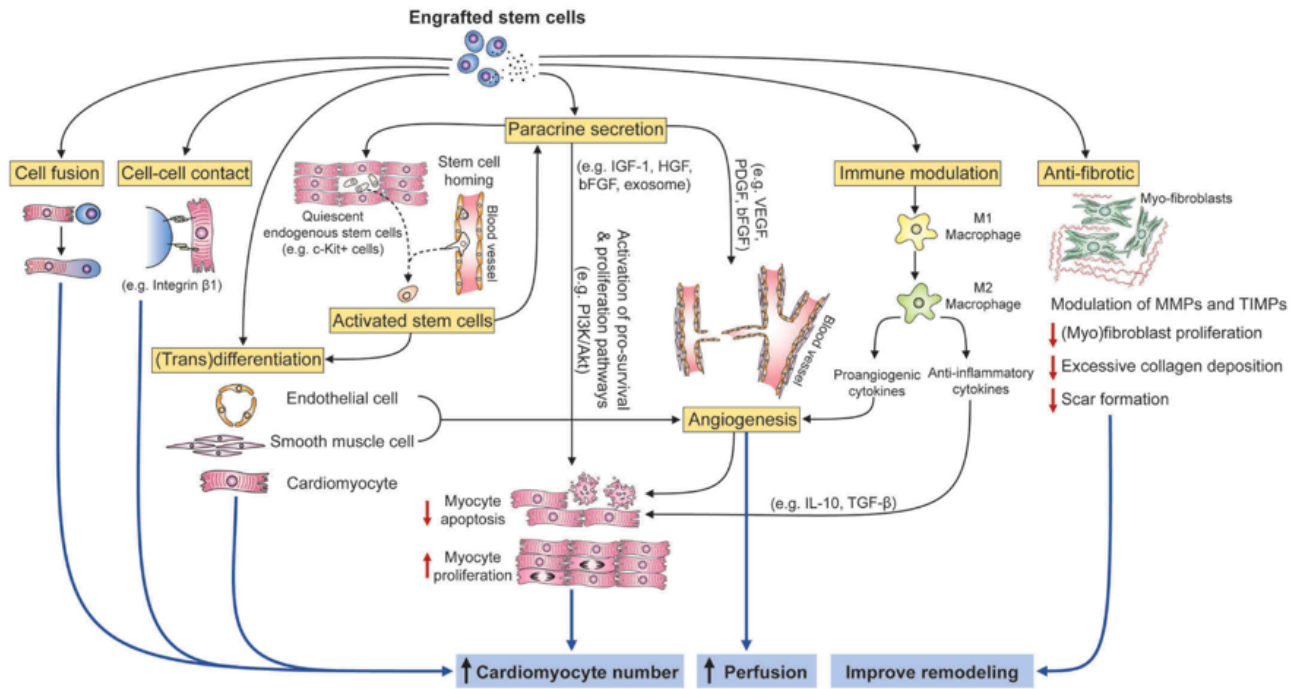 Engrafted stem cells
Paracrine secretion
Cell fusion
Cell-cell contact
Stem cell
homing
(e.g. IGF-1, HGF,
bFGF, exosome)
(e.g. VEGF,
PDGF, bFGF)
Immune modulation
Anti-fibrotic
Quiescent
endogenous stem cells
(e.g. c-Kit+ cells)
Blood vessel
(e.g. Integrin β1)
M1
Macrophage
M2
Macrophage
Myo-fibroblasts
Activated stem cells
Activation of pro-survival
& proliferation pathways
(e.g. PI3K/Akt)
Blood vessel
Modulation of MMPs and TIMPs
(Myo)fibroblast proliferation
Excessive collagen deposition
Scar formation
(Trans)differentiation
Endothelial cell
Smooth muscle cell
Cardiomyocyte
Proangiogenic
cytokines
Anti-inflammatory
cytokines
Angiogenesis
(e.g. IL-10, TGF-β)
Myocyte
apoptosis
Myocyte
proliferation
↑ Cardiomyocyte number
↑ Perfusion
Improve remodeling